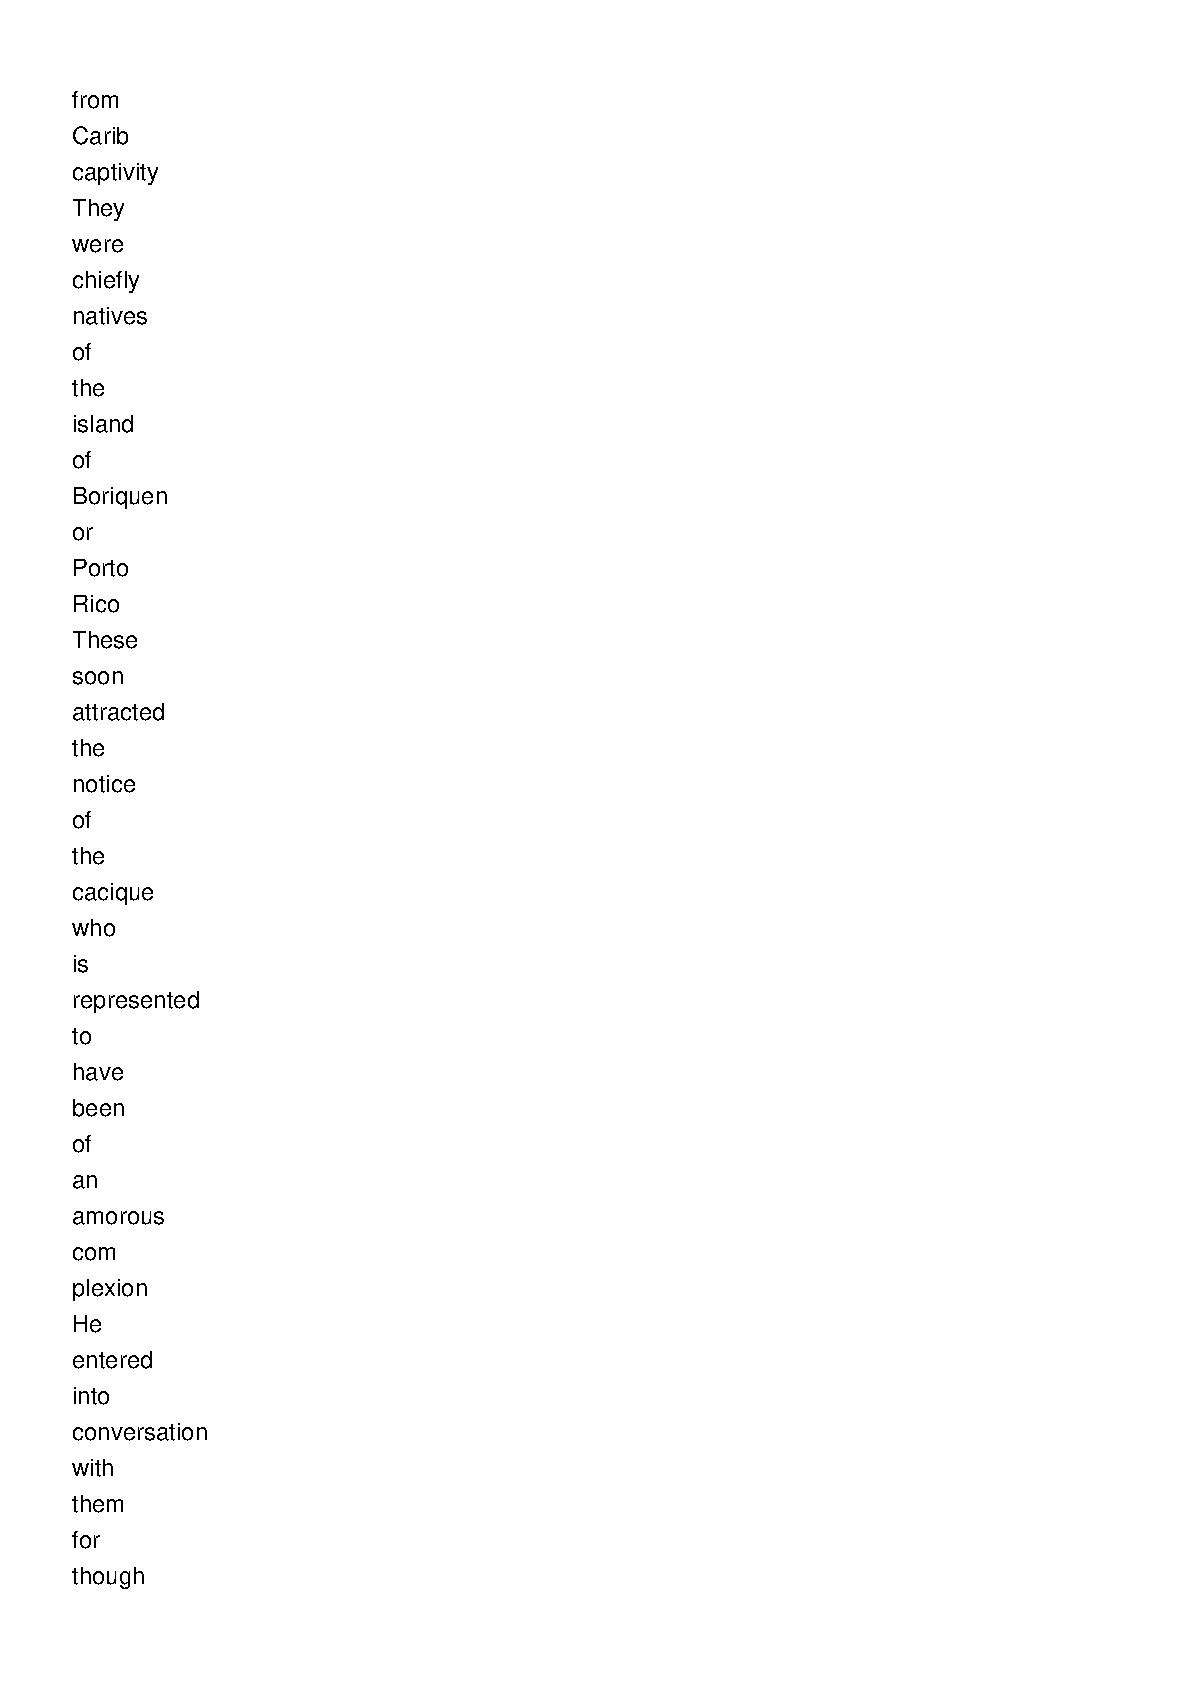 from
Carib
captivity
They
were
chiefly
natives
of
the
island
of
Boriquen
or
Porto
Rico
These
soon
attracted
the
notice
of
the
cacique
who
is
represented
to
have
been
of
an
amorous
com
plexion
He
entered
into
conversation
with
them
for
though